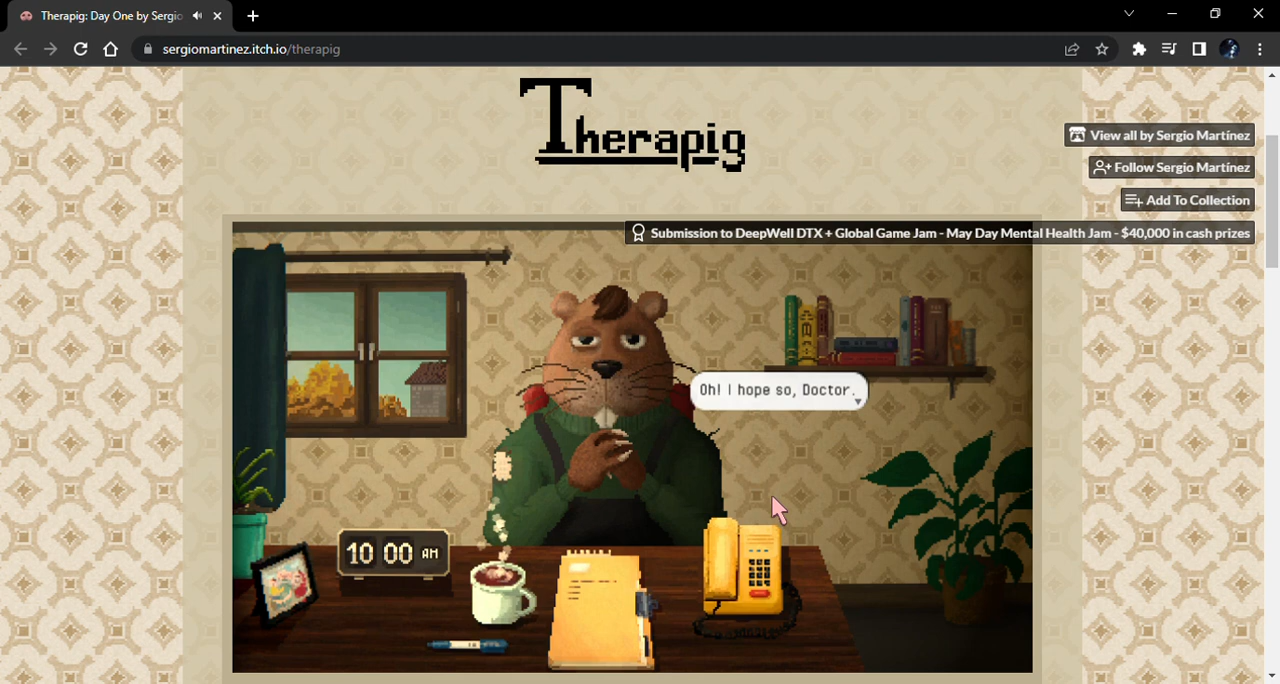 Therapig: Day One by Sergio
sergiomartinez.itch.io/therapig
Therapig
View all by Sergio Martínez
Follow Sergio Martínez
Add To Collection
Submission to DeepWell DTX + Global Game Jam - May Day Mental Health Jam - $40,000 in cash prizes
Oh! I hope so, Doctor.
10 00 AM